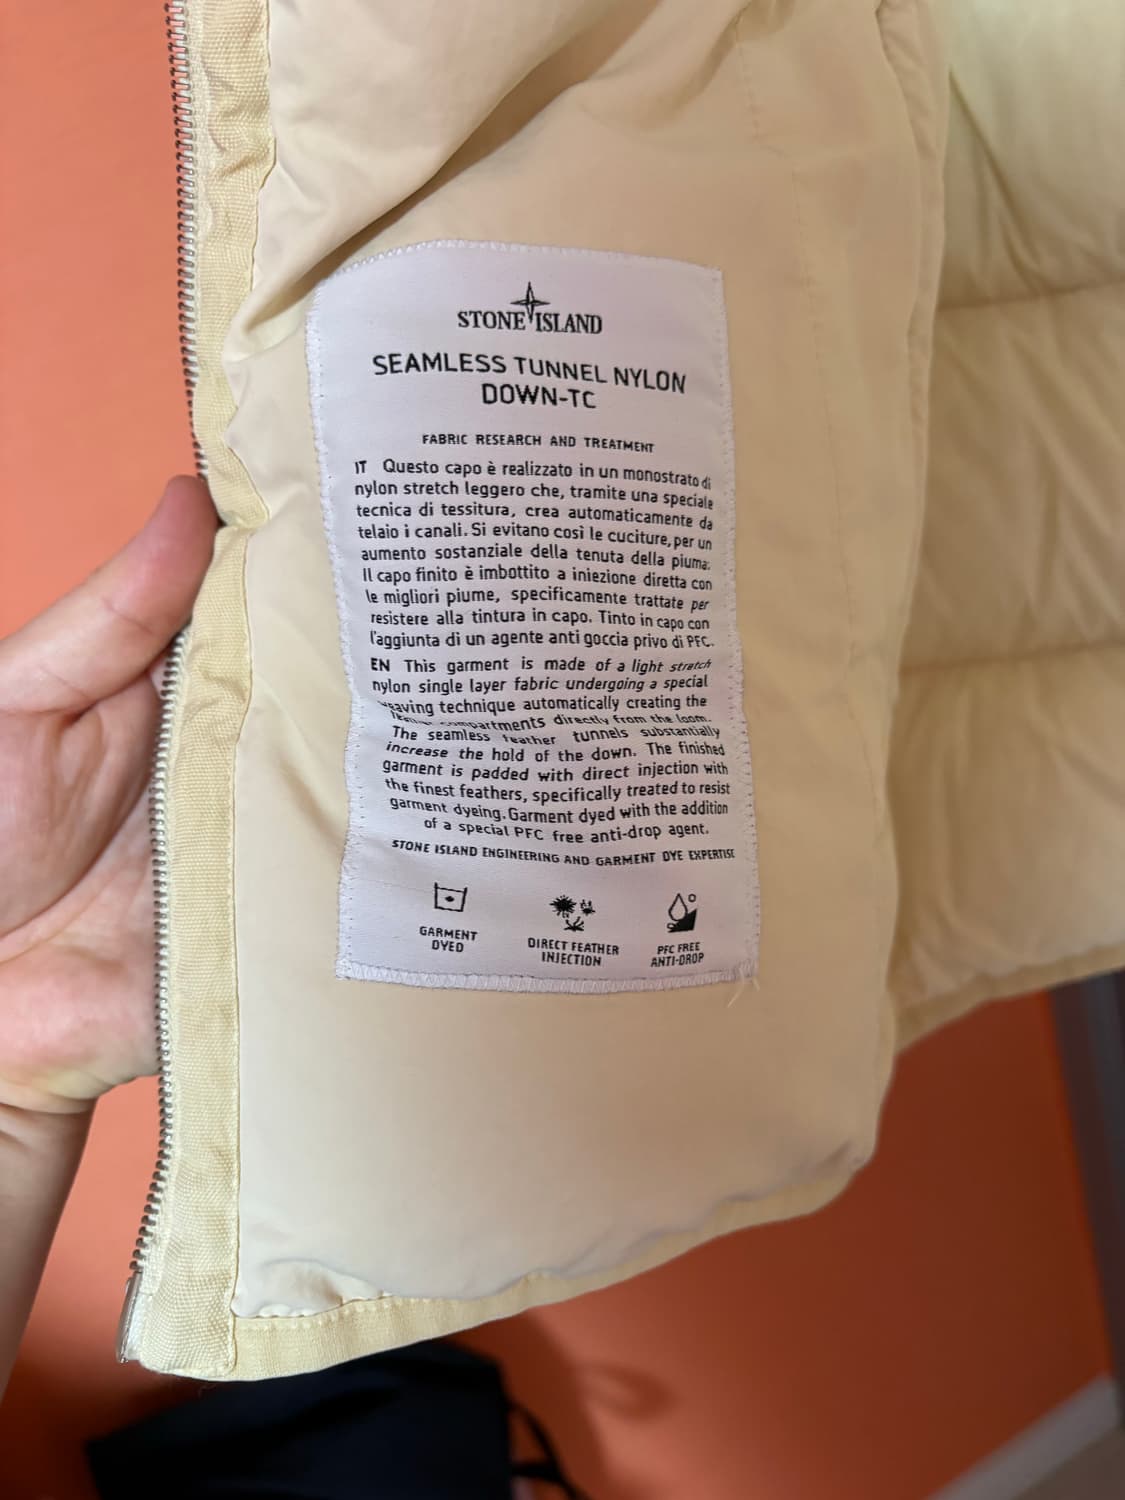 STONE ISLAND
SEAMLESS TUNNEL NYLON
DOWN-TC
FABRIC RESEARCH AND TREATMENT
IT Questo capo è realizzato in un monostrato di
nylon stretch leggero che, tramite una speciale
tecnica di tessitura, crea automaticamente da
telaio i canali. Si evitano così le cuciture, per un
aumento sostanziale della tenuta della piuma.
Il capo finito è imbottito a iniezione diretta con
le migliori piume, specificamente trattate per
resistere alla tintura in capo. Tinto in capo con
l'aggiunta di un agente anti goccia privo di PFC.
EN This garment is made of a light stretch
nylon single layer fabric undergoing a special
weaving technique automatically creating the
compartments directly from the loom.
The seamless feather tunnels substantially
increase the hold of the down. The finished
garment is padded with direct injection with
the finest feathers, specifically treated to resist
garment dyeing. Garment dyed with the addition
of a special PFC free anti-drop agent.
STONE ISLAND ENGINEERING AND GARMENT DYE EXPERTISE
GARMENT
DYED
DIRECT FEATHER
INJECTION
PFC FREE
ANTI-DROP